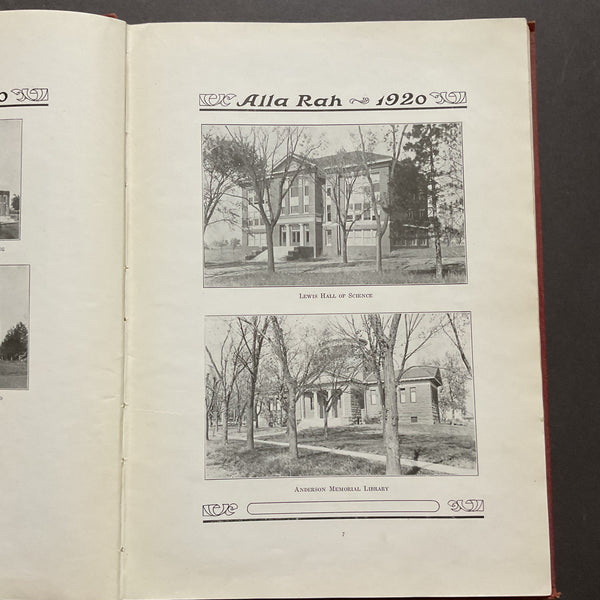 Alla Rah 1920
Lewis Hall of Science
Anderson Memorial Library
7